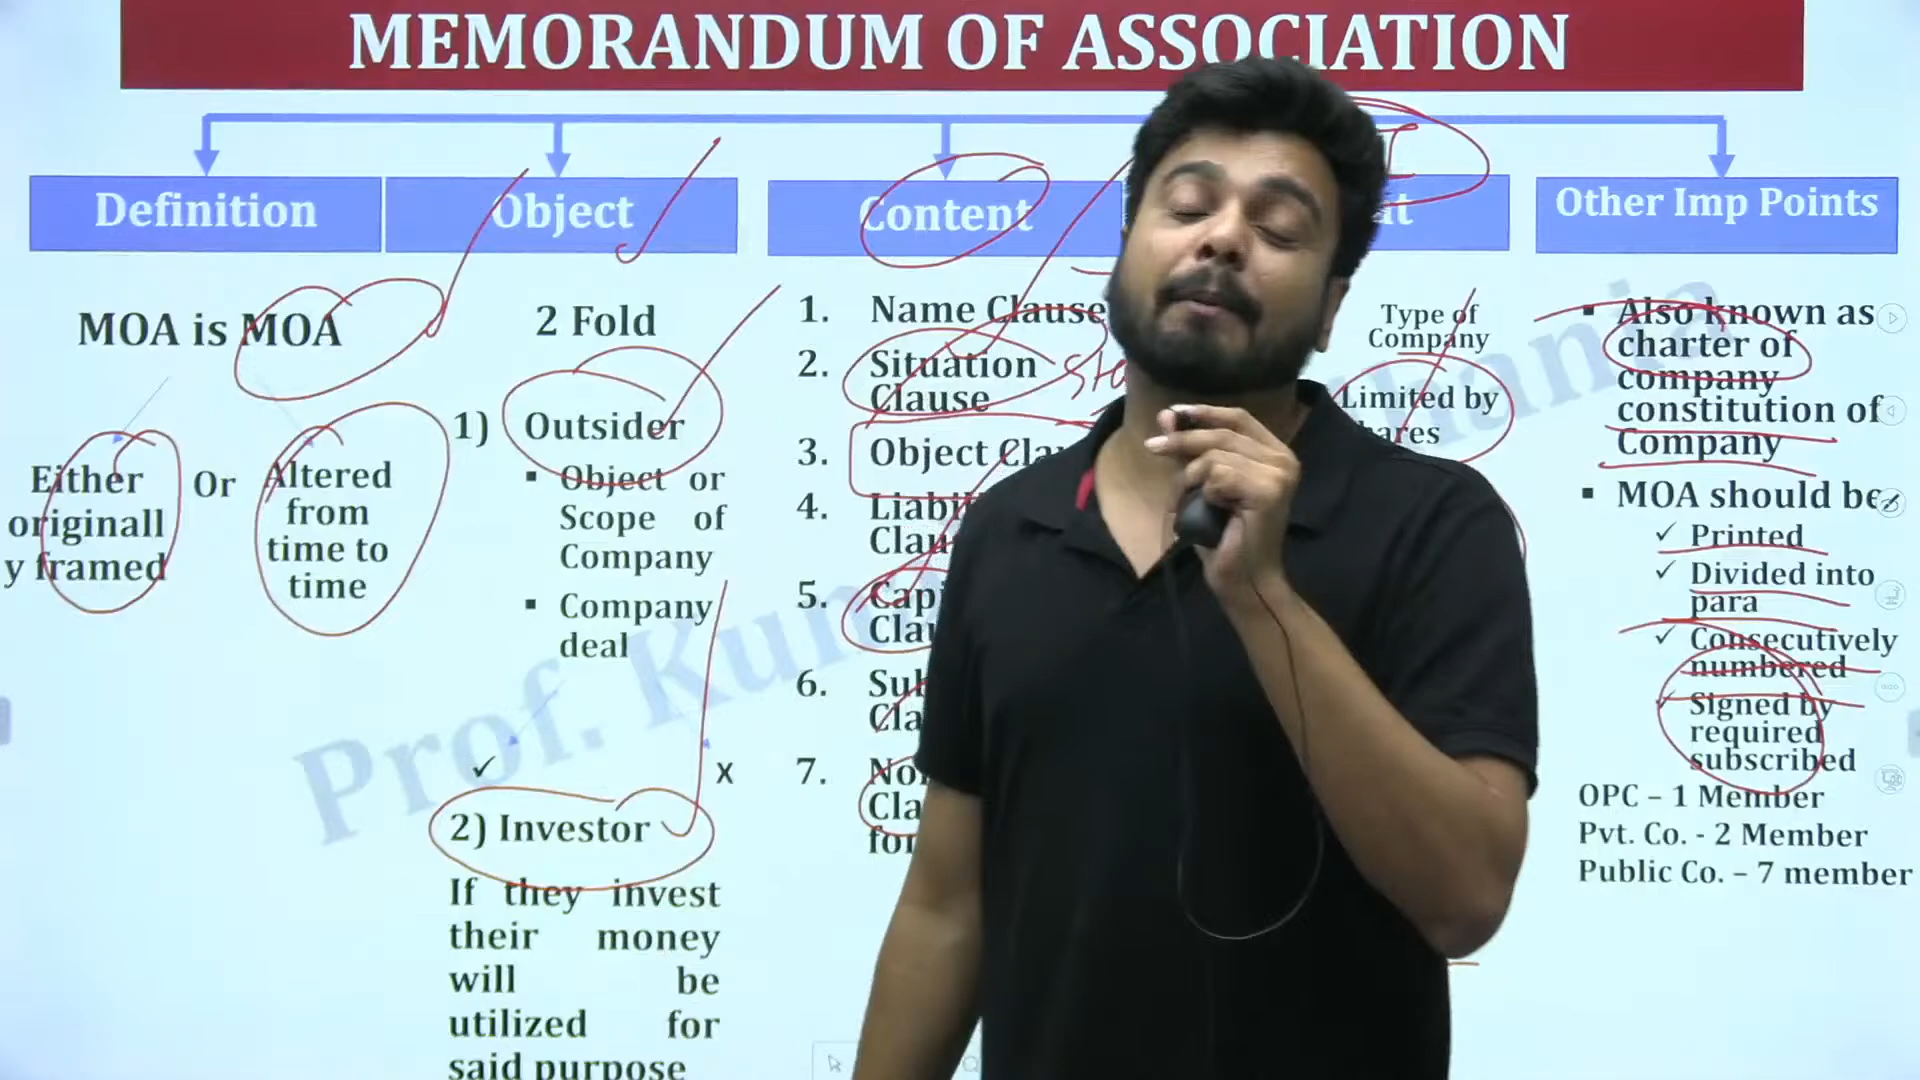 MEMORANDUM OF ASSOCIATION
Definition
MOA is MOA
Either
originall
y framed
Or
Altered
from
time to
time
Object
2 Fold
1) Outsider
▪ Object or
Scope of
Company
▪ Company
deal
✓ x
2) Investor
If they invest
their money
will be
utilized for
said purpose
Content
1. Name Clause
2. Situation
Clause
3. Object
4.
5.
6.
7.
Type of
Company
Limited by
Other Imp Points
▪ Also known as
charter of
company
constitution of
Company
▪ MOA should be
✓ Printed
✓ Divided into
para
✓ Consecutively
numbered
✓ Signed by
required
subscribed
OPC – 1 Member
Pvt. Co. - 2 Member
Public Co. – 7 member
Prof.